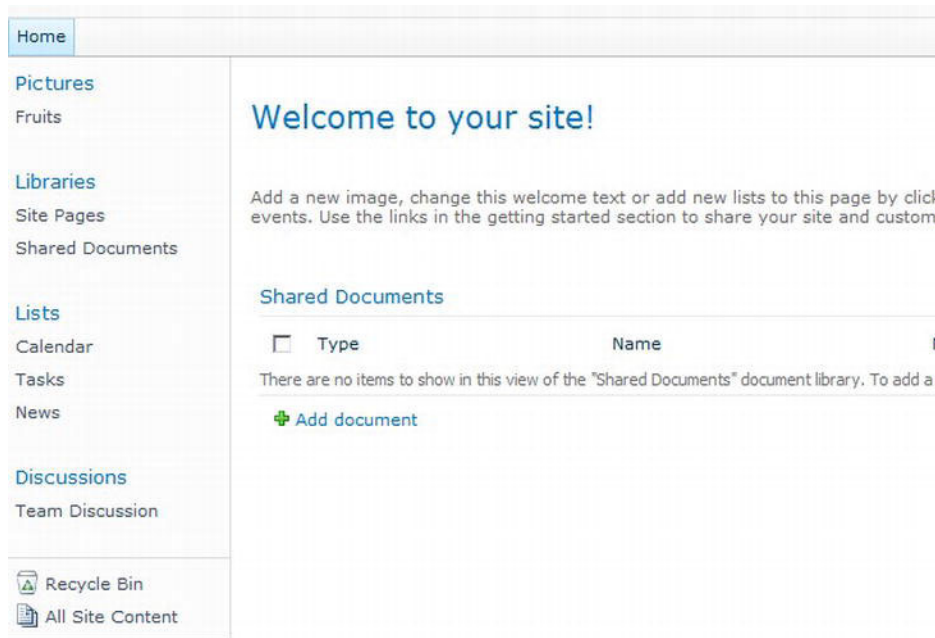 Home
Pictures
Fruits
Libraries
Site Pages
Shared Documents
Lists
Calendar
Tasks
News
Discussions
Team Discussion
Recycle Bin
All Site Content
Welcome to your site!
Add a new image, change this welcome text or add new lists to this page by
events. Use the links in the getting started section to share your site and
Shared Documents
Type Name
There are no items to show in this view of the "Shared Documents" document library. To add a
Add document